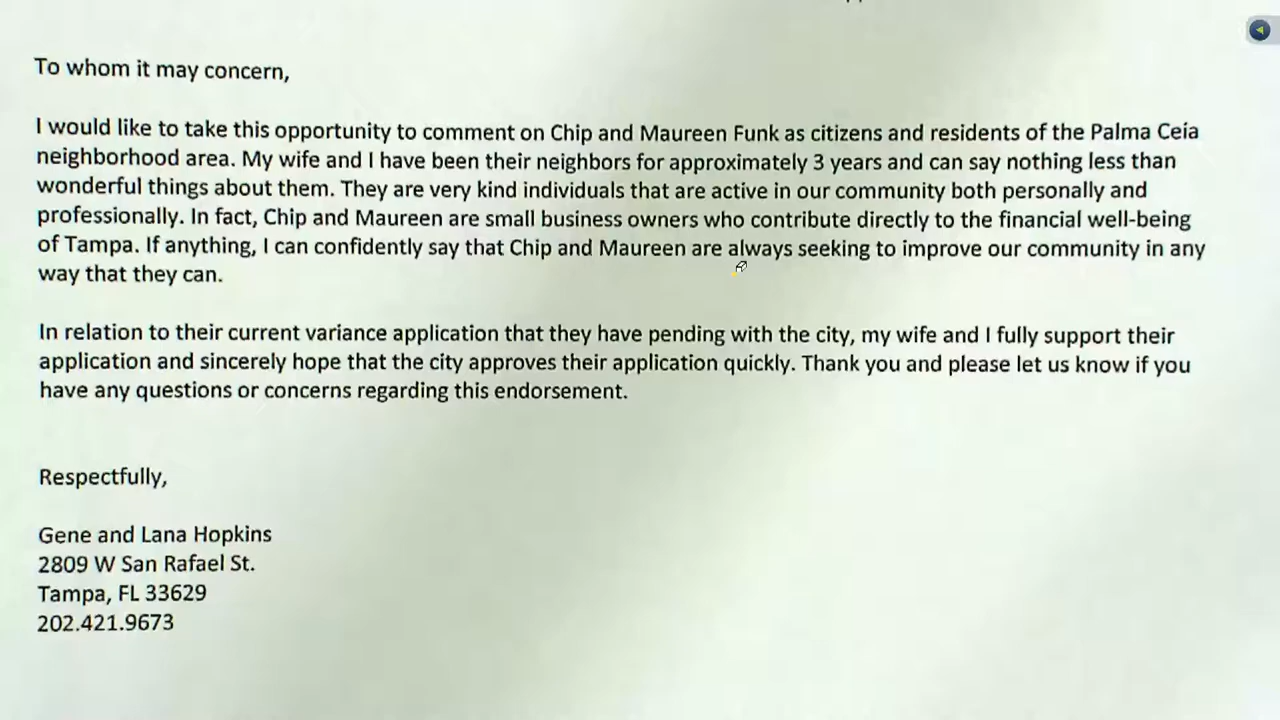 To whom it may concern,
I would like to take this opportunity to comment on Chip and Maureen Funk as citizens and residents of the Palma Ceia
neighborhood area. My wife and I have been their neighbors for approximately 3 years and can say nothing less than
wonderful things about them. They are very kind individuals that are active in our community both personally and
professionally. In fact, Chip and Maureen are small business owners who contribute directly to the financial well-being
of Tampa. If anything, I can confidently say that Chip and Maureen are always seeking to improve our community in any
way that they can.
In relation to their current variance application that they have pending with the city, my wife and I fully support their
application and sincerely hope that the city approves their application quickly. Thank you and please let us know if you
have any questions or concerns regarding this endorsement.
Respectfully,
Gene and Lana Hopkins
2809 W San Rafael St.
Tampa, FL 33629
202.421.9673